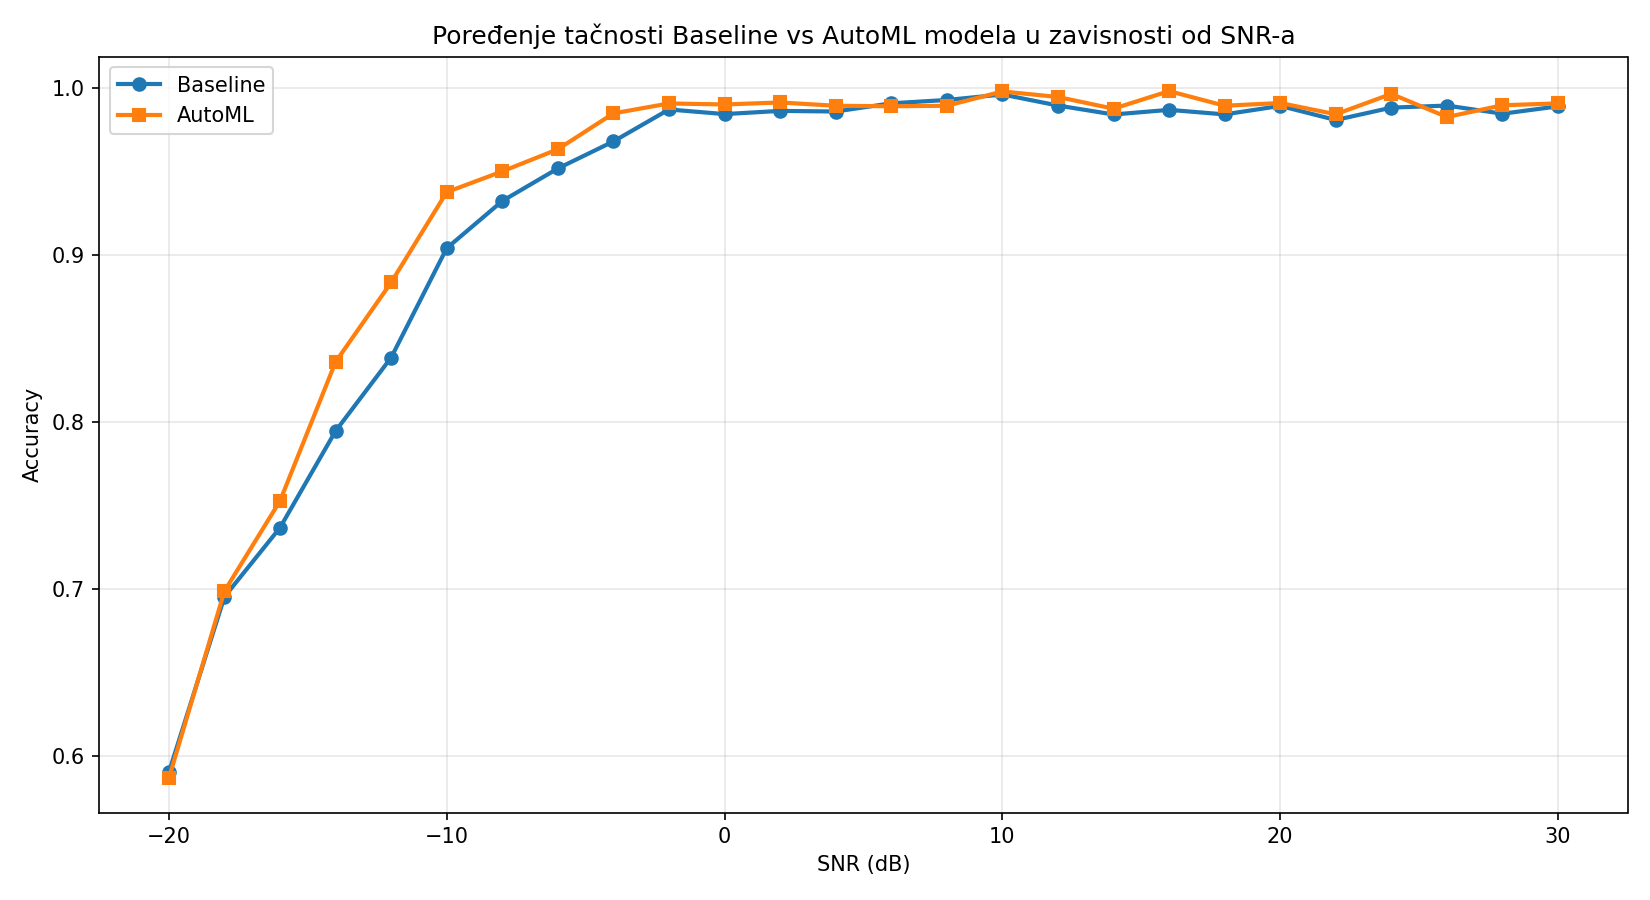 Poređenje tačnosti Baseline vs AutoML modela u zavisnosti od SNR-a
Baseline
AutoML
1.0
0.9
0.8
0.7
0.6
Accuracy
−20
−10
0
10
20
30
SNR (dB)